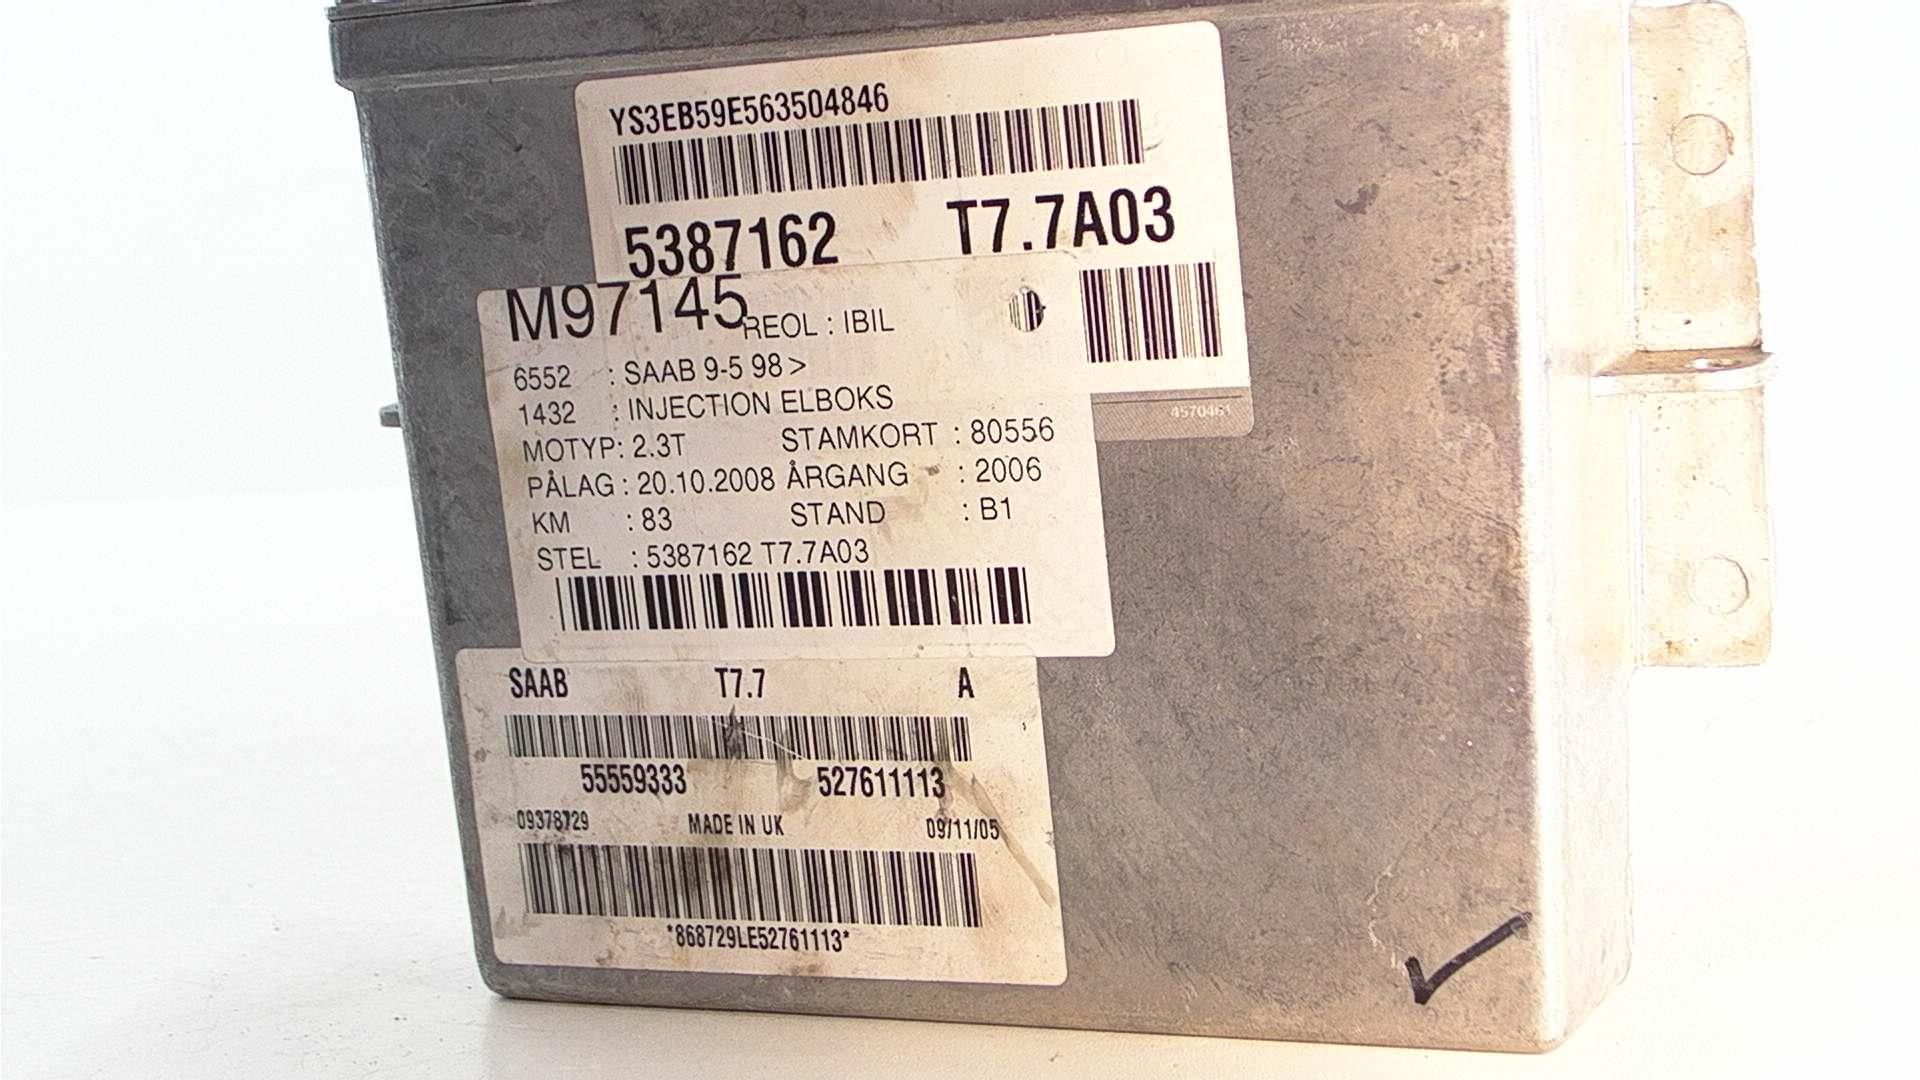 YS3EB59E563504846
5387162 T7.7A03
M97145 REOL : IBIL
6552 : SAAB 9-5 98 >
1432 : INJECTION ELBOKS
4570461
MOTYP: 2.3T STAMKORT : 80556
PÅLAG : 20.10.2008 ÅRGANG : 2006
KM : 83 STAND : B1
STEL : 5387162 T7.7A03
SAAB T7.7 A
55559333 527611113
09378729 MADE IN UK 09/11/05
*868729LE52761113*